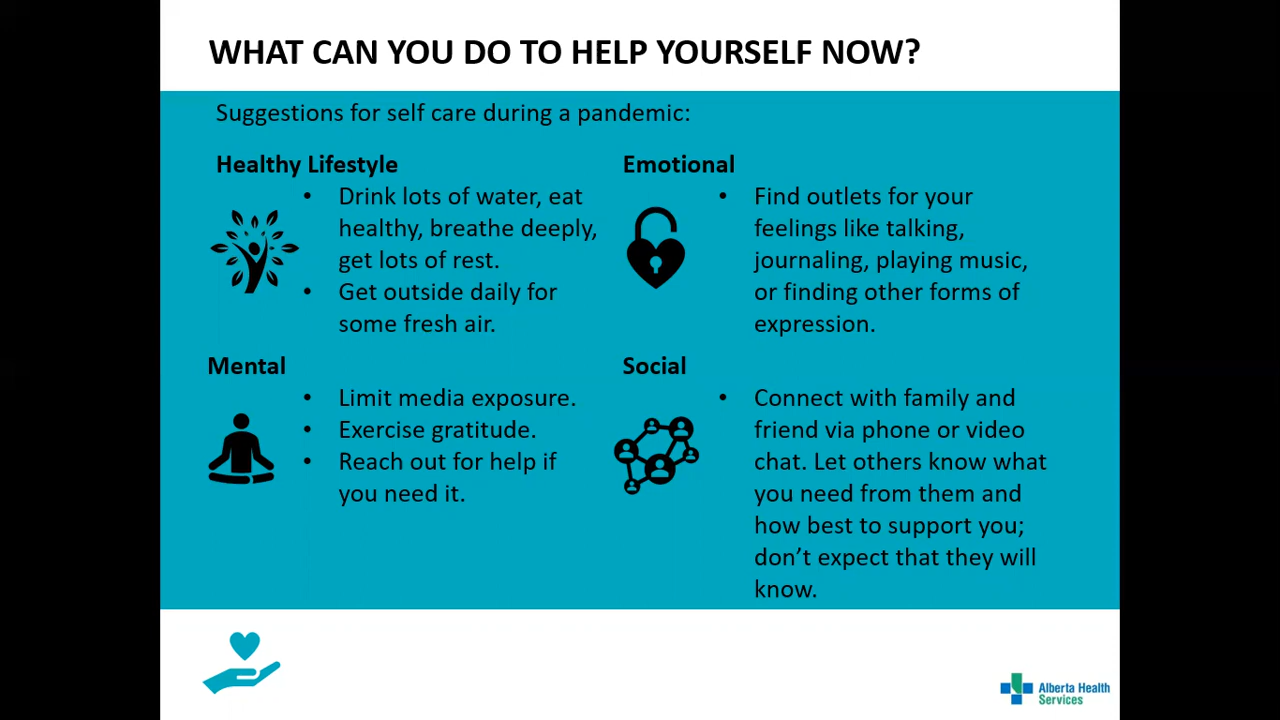 WHAT CAN YOU DO TO HELP YOURSELF NOW?
Suggestions for self care during a pandemic:
Healthy Lifestyle
• Drink lots of water, eat
healthy, breathe deeply,
get lots of rest.
• Get outside daily for
some fresh air.
Emotional
• Find outlets for your
feelings like talking,
journaling, playing music,
or finding other forms of
expression.
Mental
• Limit media exposure.
• Exercise gratitude.
• Reach out for help if
you need it.
Social
• Connect with family and
friend via phone or video
chat. Let others know what
you need from them and
how best to support you;
don’t expect that they will
know.
Alberta Health
Services